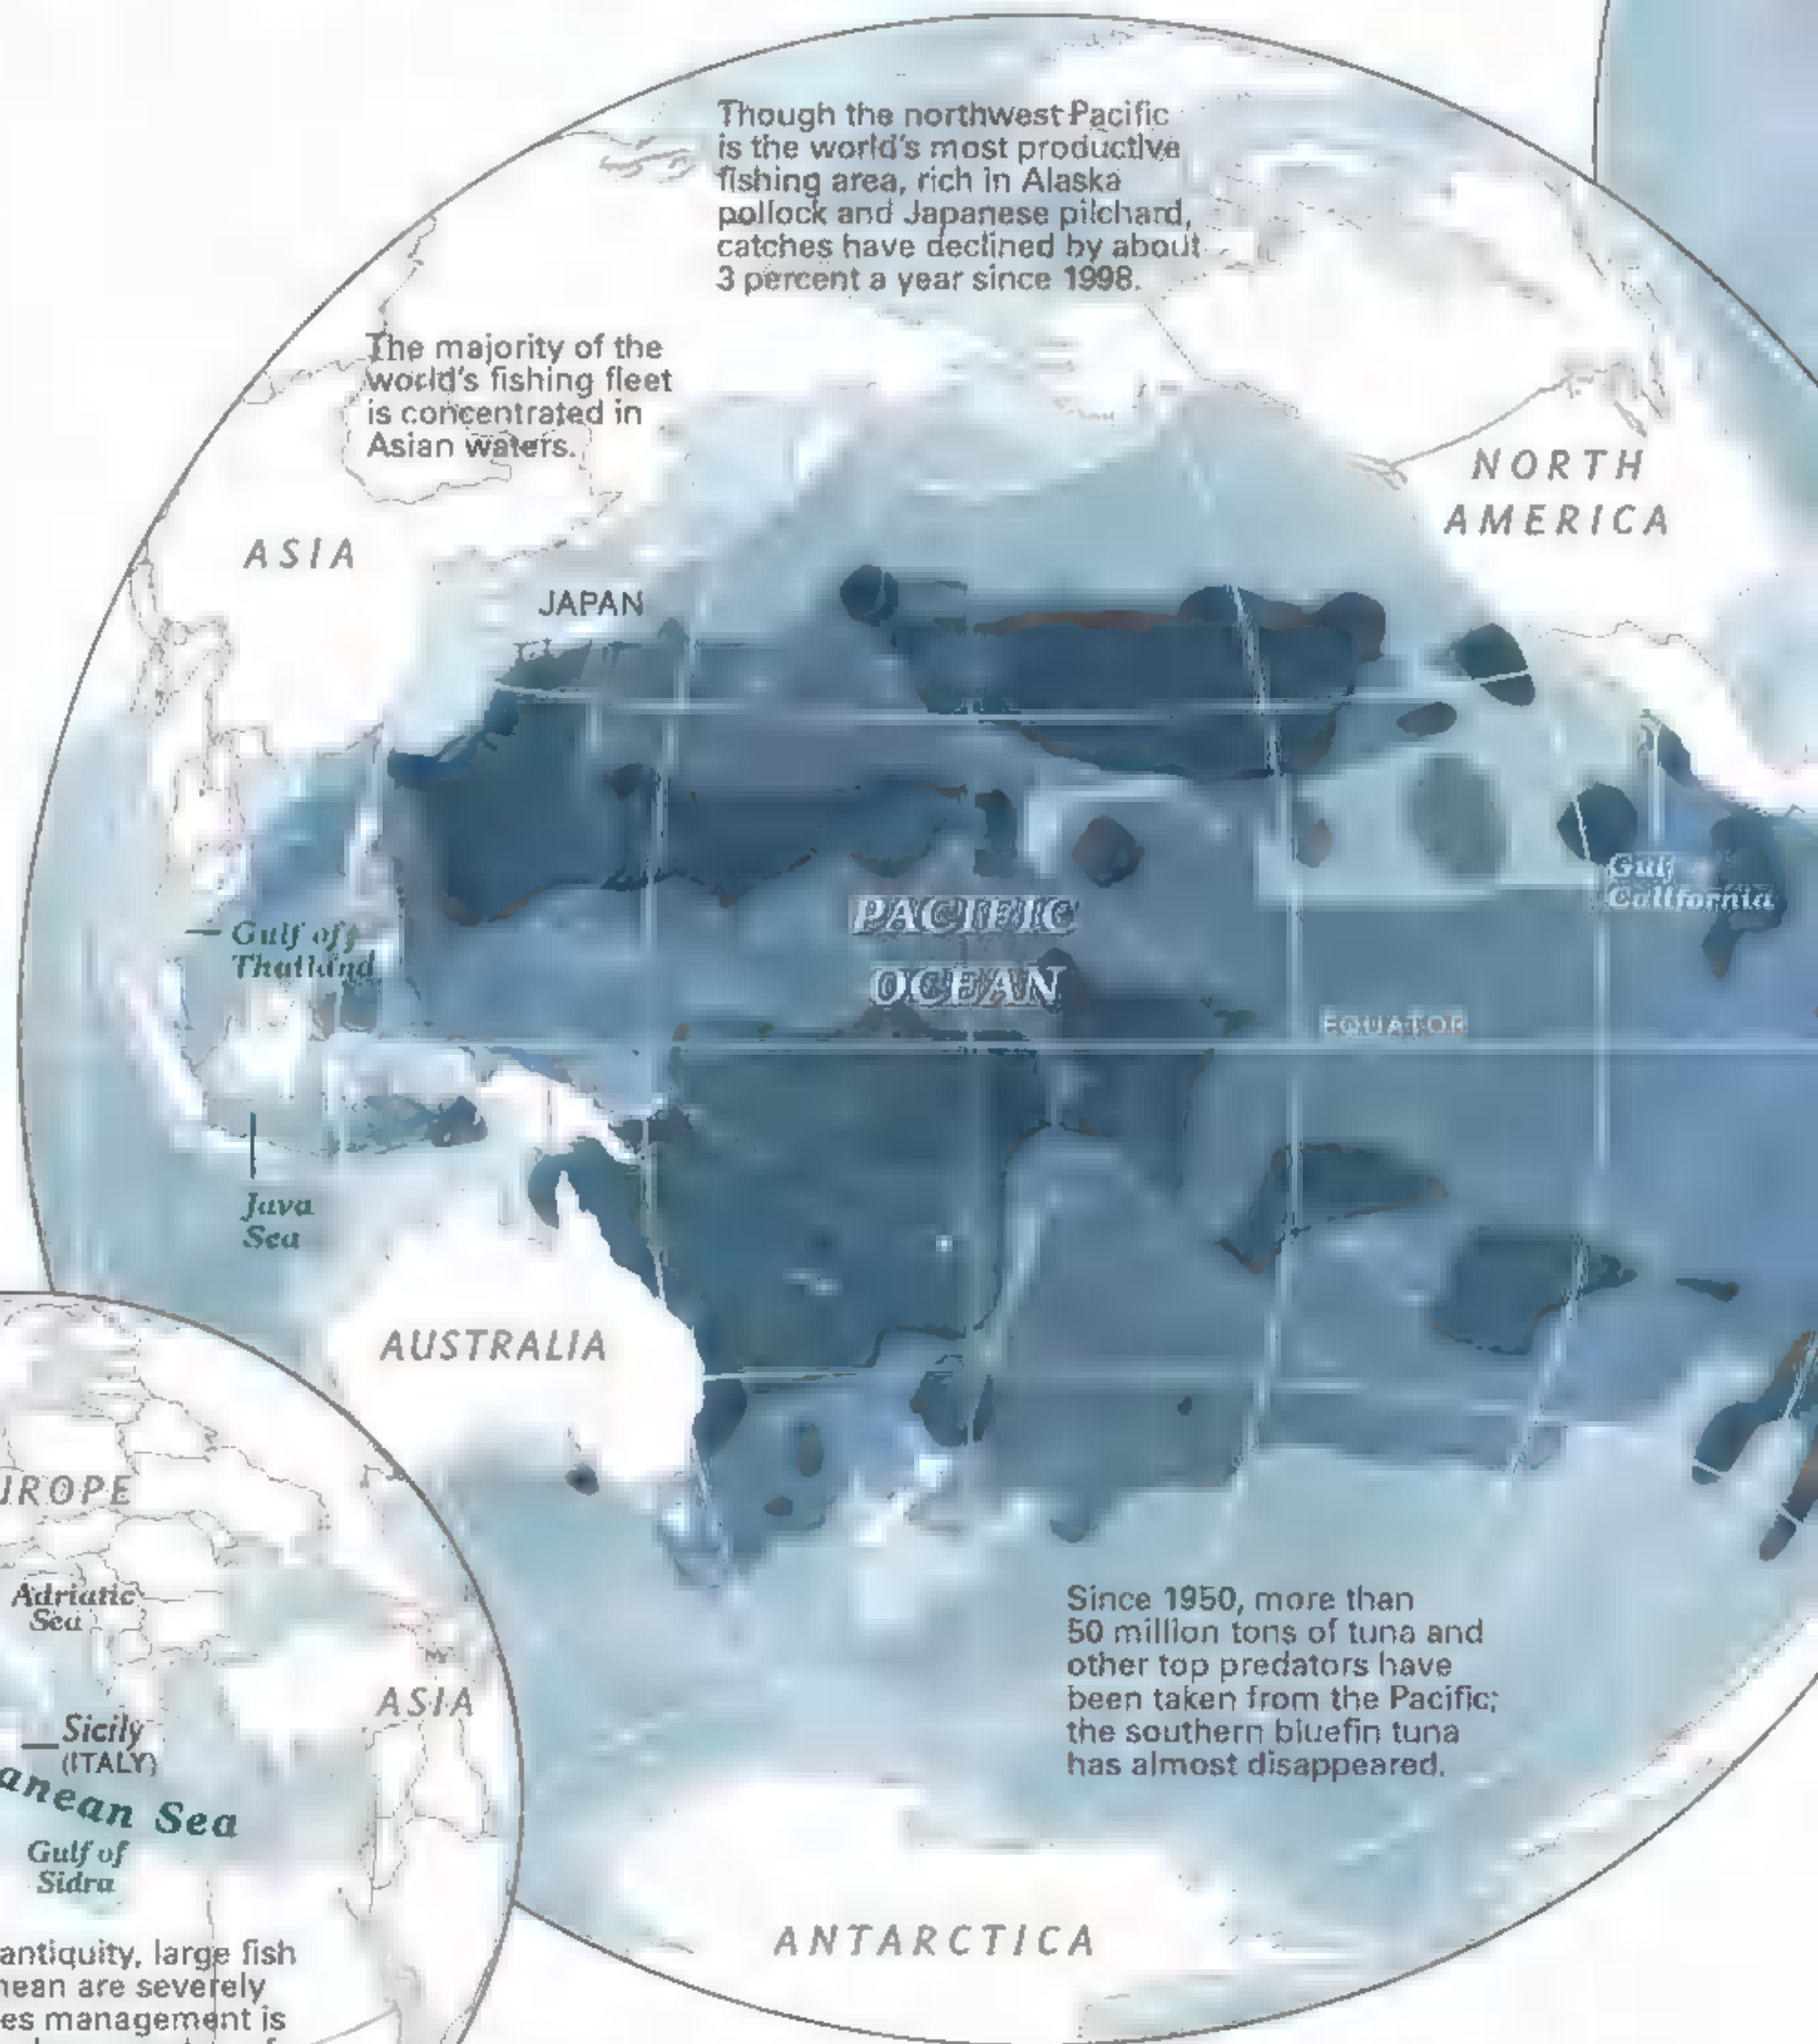 Though the northwest Pacific
is the world's most productive
fishing area, rich in Alaska
pollock and Japanese pilchard,
catches have declined by about
3 percent a year since 1998.
The majority of the
world's fishing fleet
is concentrated in
Asian waters.
NORTH
AMERICA
ASIA
JAPAN
Gulf
California
PACIFIC
OCEAN
Gulf of
Thailand
EQUATOR
Java
Sea
AUSTRALIA
Since 1950, more than
50 million tons of tuna and
other top predators have
been taken from the Pacific;
the southern bluefin tuna
has almost disappeared.
ANTARCTICA
UROPE
Adriatic
Sea
ASIA
Sicily
(ITALY)
anean Sea
Gulf of
Sidra
antiquity, large fish
nean are severely
es management is